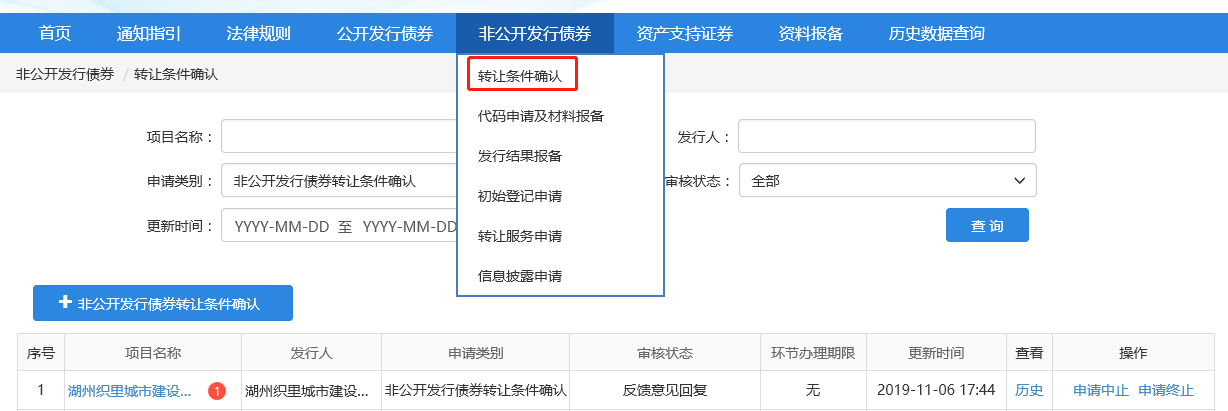 首页 通知指引 法律规则 公开发行债券 非公开发行债券 资产支持证券 资料报备 历史数据查询
非公开发行债券 / 转让条件确认
转让条件确认
代码申请及材料报备
发行结果报备
初始登记申请
转让服务申请
信息披露申请
项目名称： 发行人：
申请类别： 非公开发行债券转让条件确认 审核状态： 全部
更新时间： YYYY-MM-DD 至 YYYY-MM-DD 查 询
+ 非公开发行债券转让条件确认
序号 项目名称 发行人 申请类别 审核状态 环节办理期限 更新时间 查看 操作
1 湖州织里城市建设... 1 湖州织里城市建设... 非公开发行债券转让条件确认 反馈意见回复 无 2019-11-06 17:44 历史 申请中止 申请终止